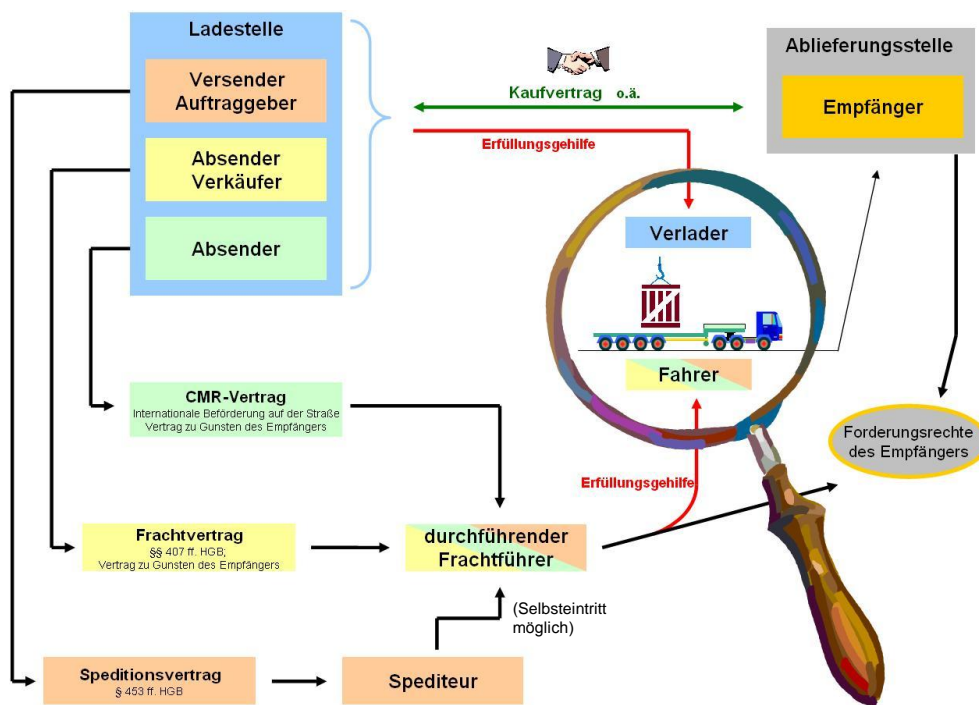 Ladestelle
Versender
Auftraggeber
Absender
Verkäufer
Absender
Kaufvertrag o.ä.
Erfüllungsgehilfe
Ablieferungsstelle
Empfänger
Verlader
Fahrer
CMR-Vertrag
Internationale Beförderung auf der Straße
Vertrag zu Gunsten des Empfängers
Forderungsrechte
des Empfängers
Erfüllungsgehilfe
Frachtvertrag
§§ 407 ff. HGB;
Vertrag zu Gunsten des Empfängers
durchführender
Frachtführer
(Selbsteintritt
möglich)
Speditionsvertrag
§ 453 ff. HGB
Spediteur